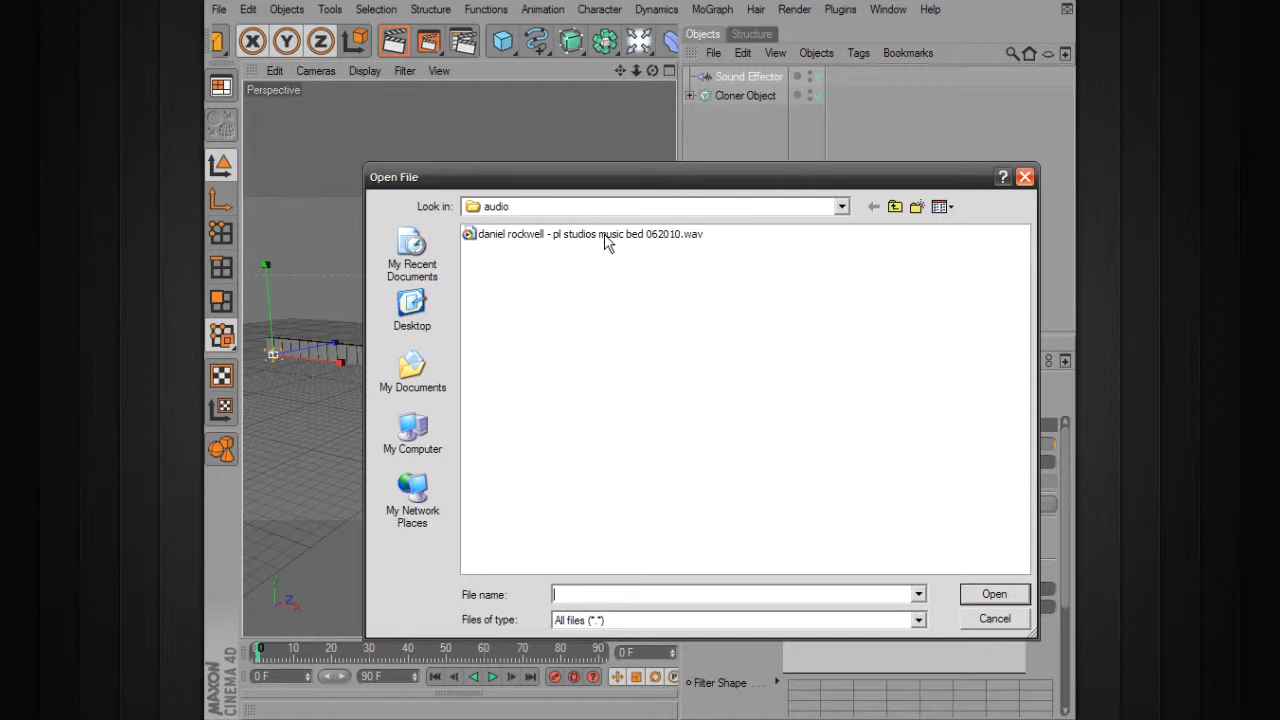 File Edit Objects Tools Selection Structure Functions Animation Character Dynamics MoGraph Hair Render Plugins Window Help
Objects Structure
File Edit View Objects Tags Bookmarks
Edit Cameras Display Filter View
Perspective
Sound Effector
Cloner Object
Open File
Look in: audio
daniel rockwell - pl studios music bed 062010.wav
My Recent
Documents
Desktop
My Documents
My Computer
My Network
Places
File name: Open
Files of type: All files (*.*) Cancel
Y
Z
X
0 10 20 30 40 50 60 70 80 90 0 F
0 F 90 F
Filter Shape . . .
MAXON
CINEMA 4D